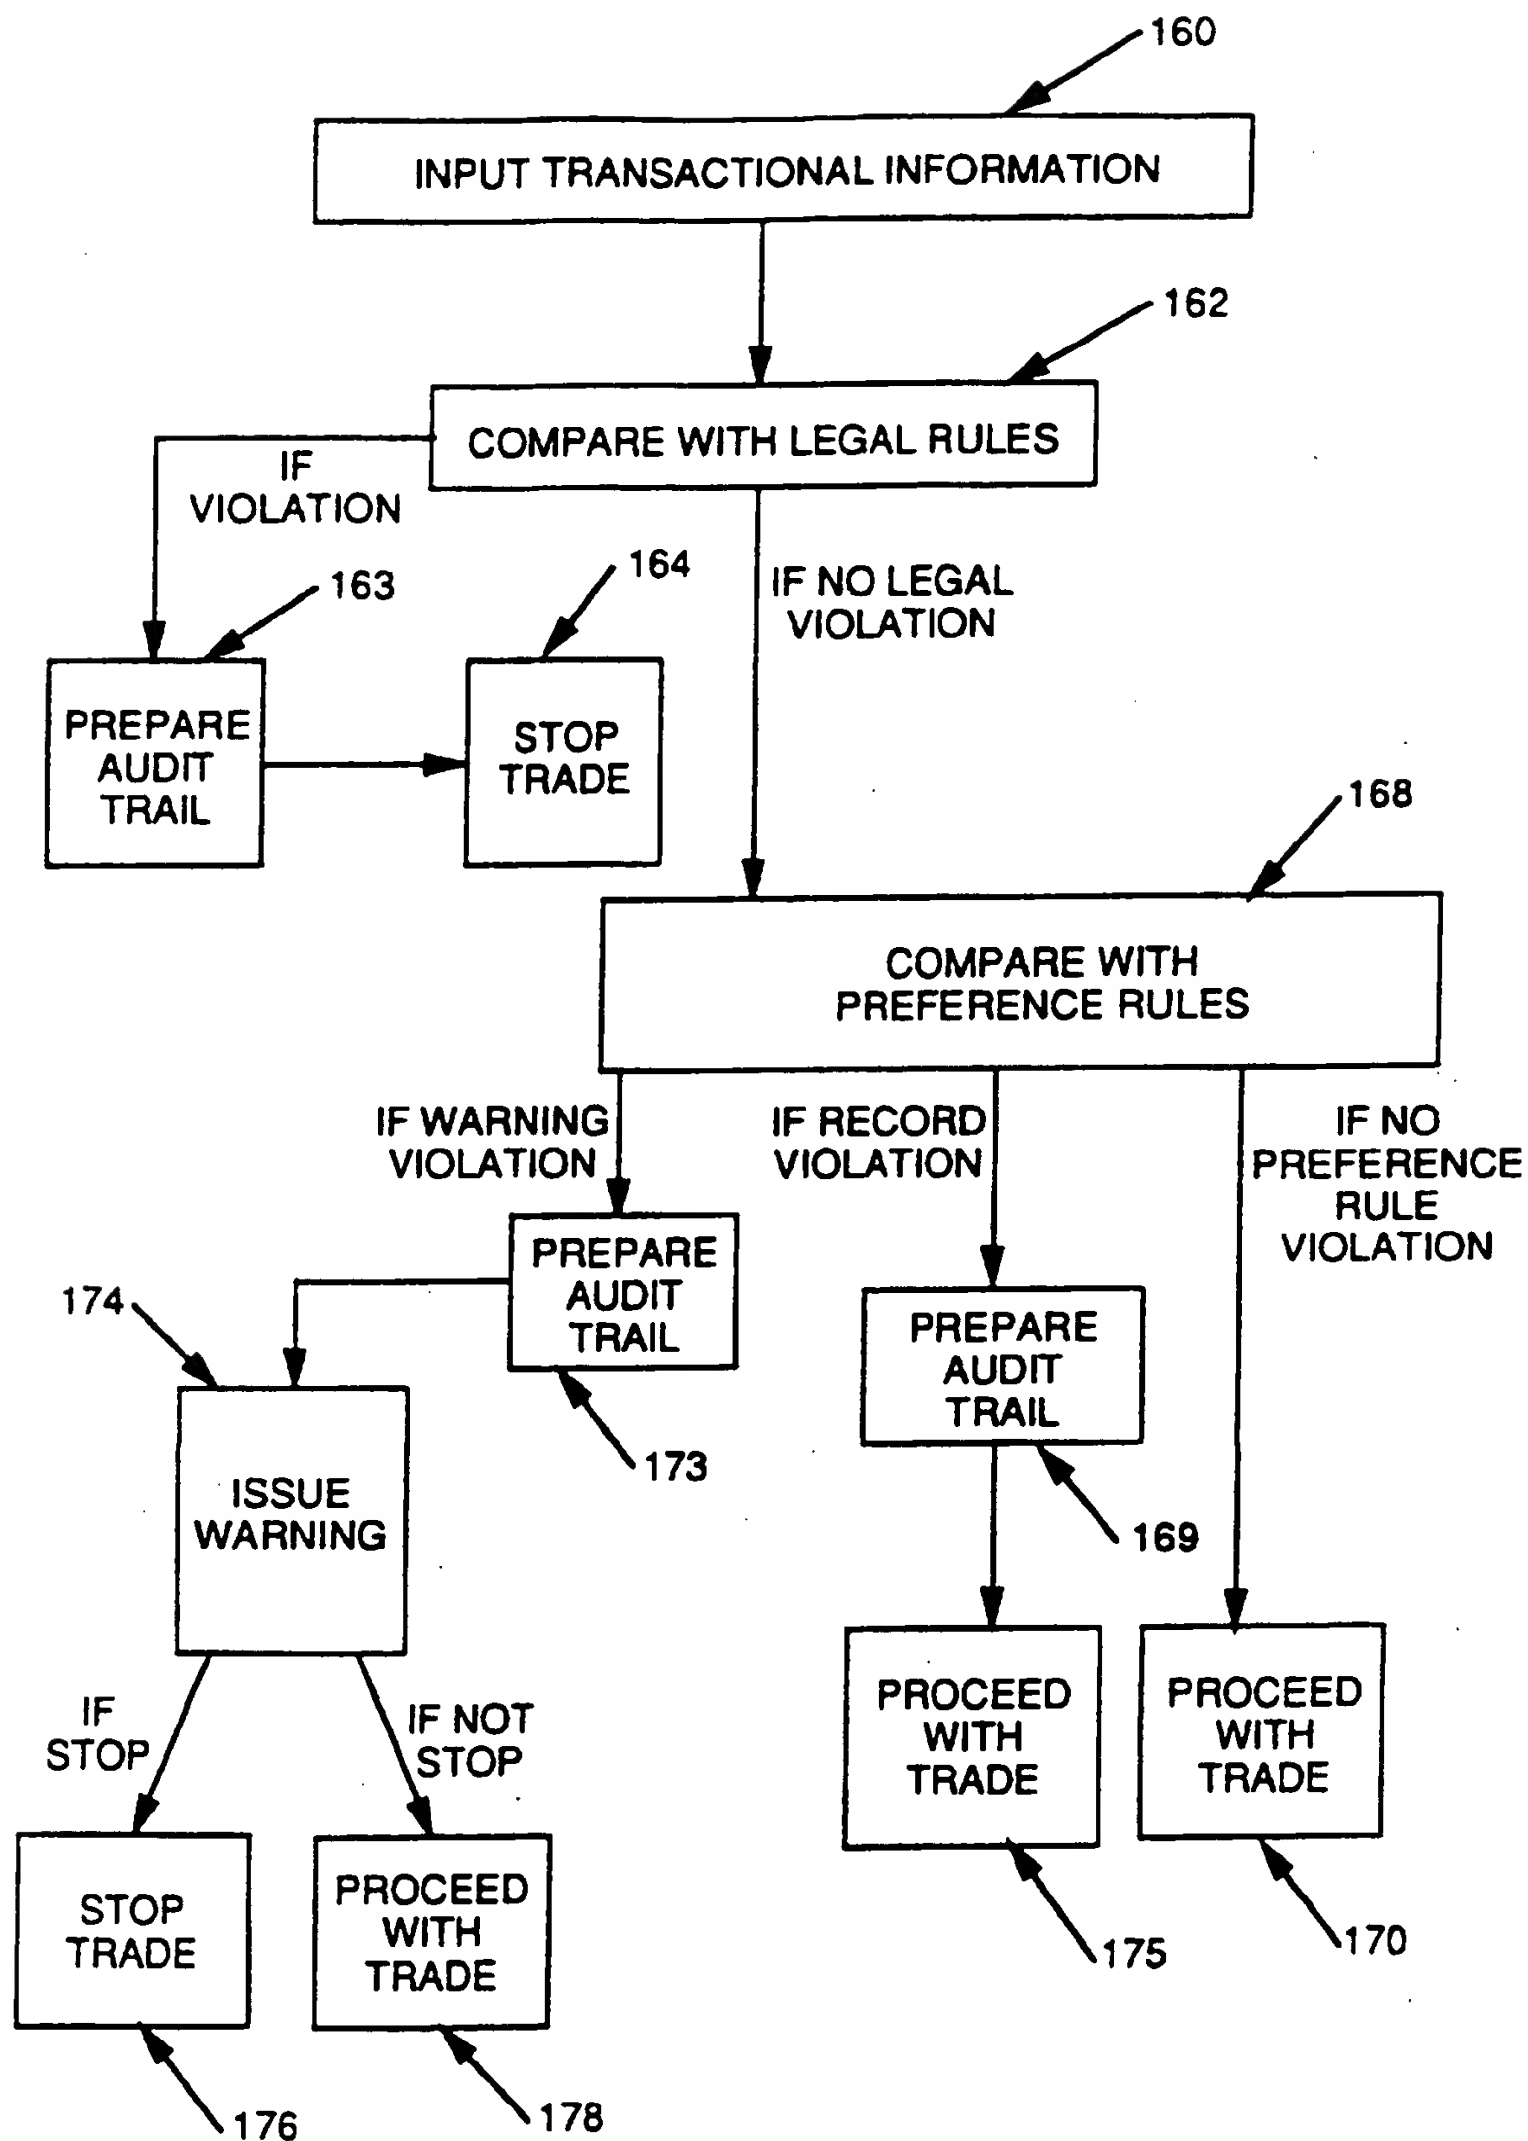 160
INPUT TRANSACTIONAL INFORMATION
162
COMPARE WITH LEGAL RULES
IF
VIOLATION
163
164
IF NO LEGAL
VIOLATION
PREPARE
AUDIT
TRAIL
STOP
TRADE
168
COMPARE WITH
PREFERENCE RULES
IF WARNING
VIOLATION
IF RECORD
VIOLATION
IF NO
PREFERENCE
RULE
VIOLATION
PREPARE
AUDIT
TRAIL
173
174
ISSUE
WARNING
PREPARE
AUDIT
TRAIL
169
IF
STOP
IF NOT
STOP
PROCEED
WITH
TRADE
175
PROCEED
WITH
TRADE
170
STOP
TRADE
176
PROCEED
WITH
TRADE
178